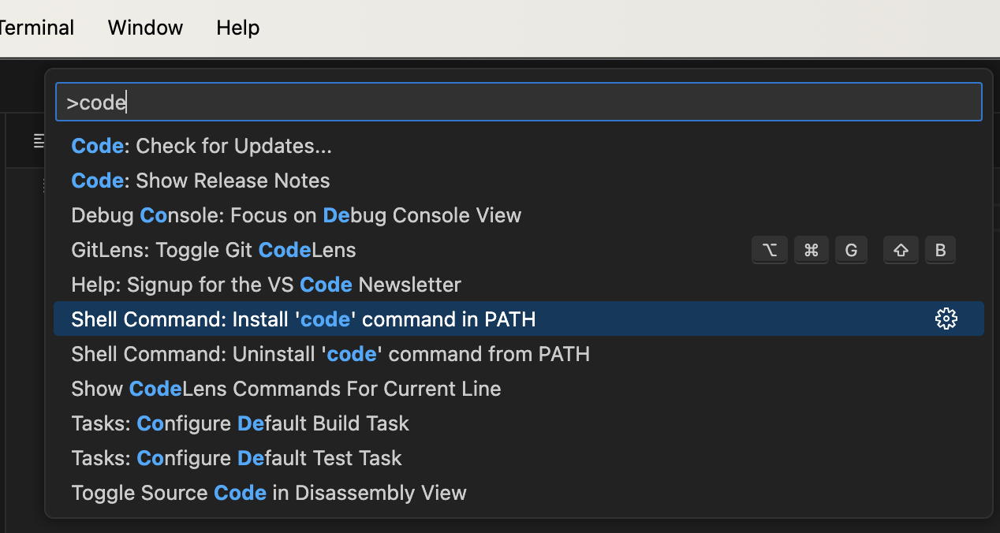 Terminal Window Help
>code
Code: Check for Updates...
Code: Show Release Notes
Debug Console: Focus on Debug Console View
GitLens: Toggle Git CodeLens ⌥ ⌘ G ⇧ B
Help: Signup for the VS Code Newsletter
Shell Command: Install 'code' command in PATH
Shell Command: Uninstall 'code' command from PATH
Show CodeLens Commands For Current Line
Tasks: Configure Default Build Task
Tasks: Configure Default Test Task
Toggle Source Code in Disassembly View